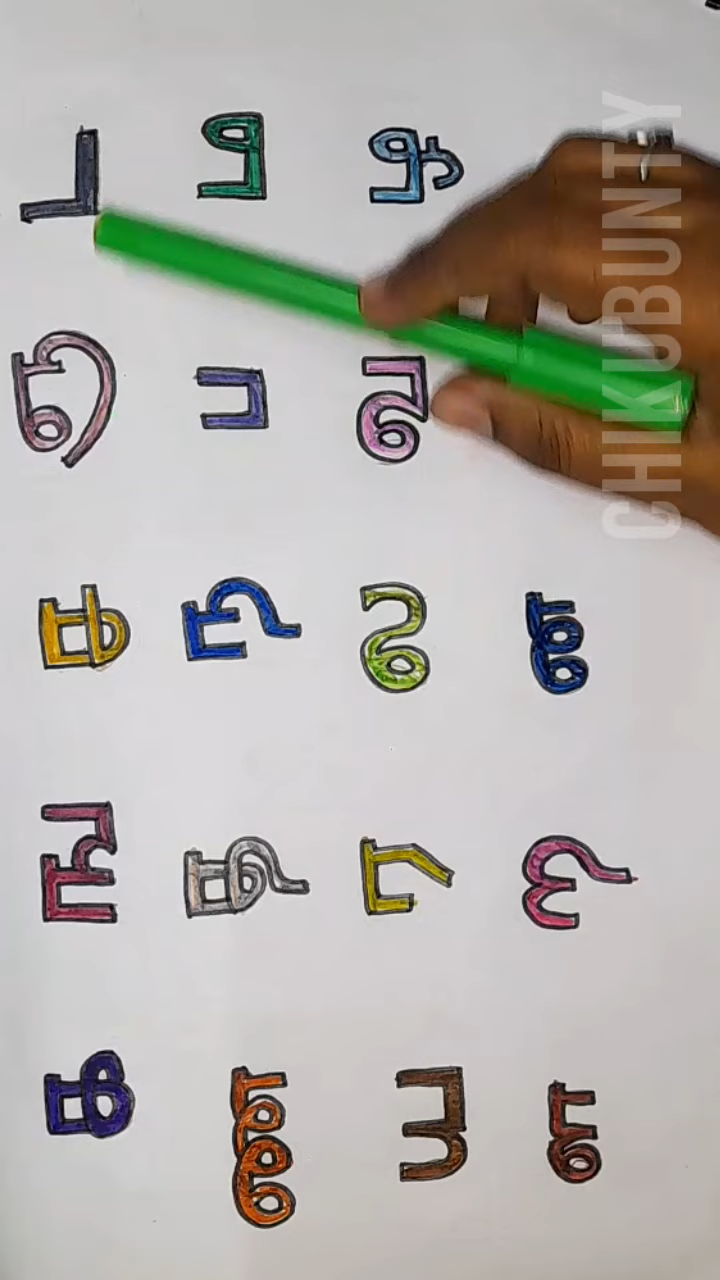 க ங ச ஞ ட
ண த ந ப ம
ய ர ல வ ழ
ள ற ன
CHIKUBUNTY